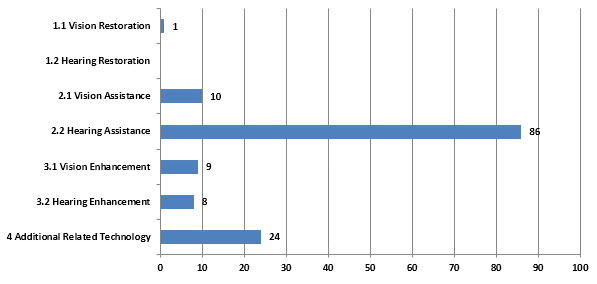 1.1 Vision Restoration 1
1.2 Hearing Restoration
2.1 Vision Assistance 10
2.2 Hearing Assistance 86
3.1 Vision Enhancement 9
3.2 Hearing Enhancement 8
4 Additional Related Technology 24
0 10 20 30 40 50 60 70 80 90 100